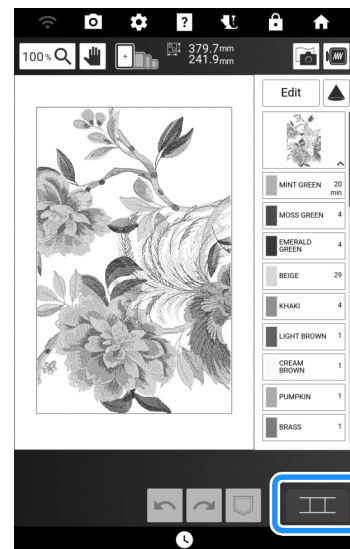 ?
100 %
379.7mm
241.9mm
Edit
MINT GREEN 20 min
MOSS GREEN 4
EMERALD GREEN 4
BEIGE 29
KHAKI 4
LIGHT BROWN 1
CREAM BROWN 1
PUMPKIN 1
BRASS 1